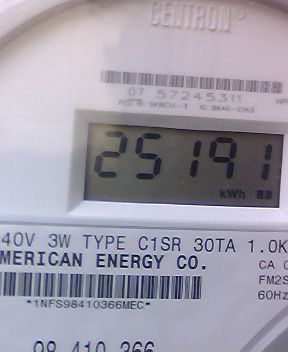 CENTRON®
07 57245311
25191
kWh
40V 3W TYPE C1SR 30TA 1.0K
MERICAN ENERGY CO.
CA 0
FM2S
60Hz
*1NFS98410366MEC*
98 410 366